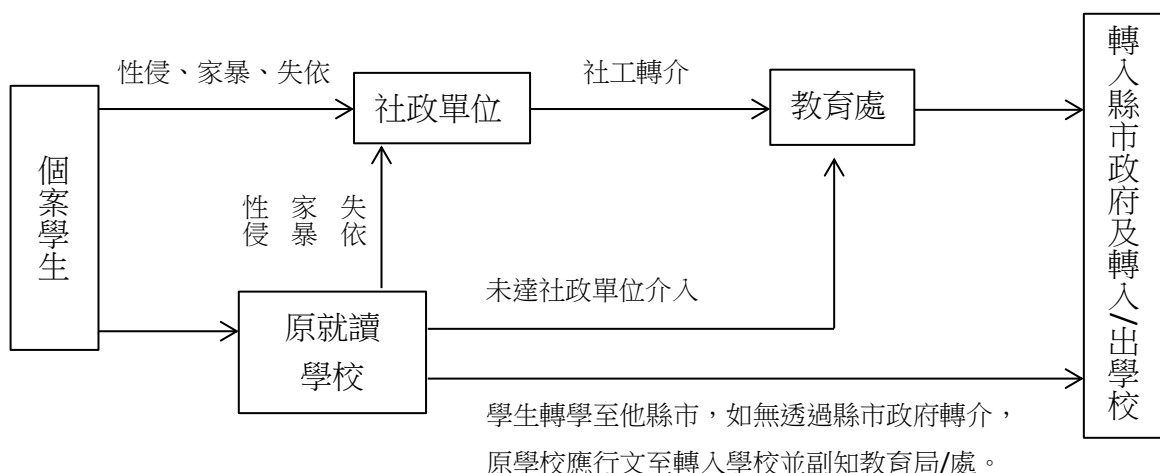 性侵、家暴、失依
社工轉介
個案學生
社政單位
教育處
轉入縣市政府及轉入/出學校
性侵
家暴
失依
未達社政單位介入
原就讀
學校
學生轉學至他縣市，如無透過縣市政府轉介，
原學校應行文至轉入學校並副知教育局/處。